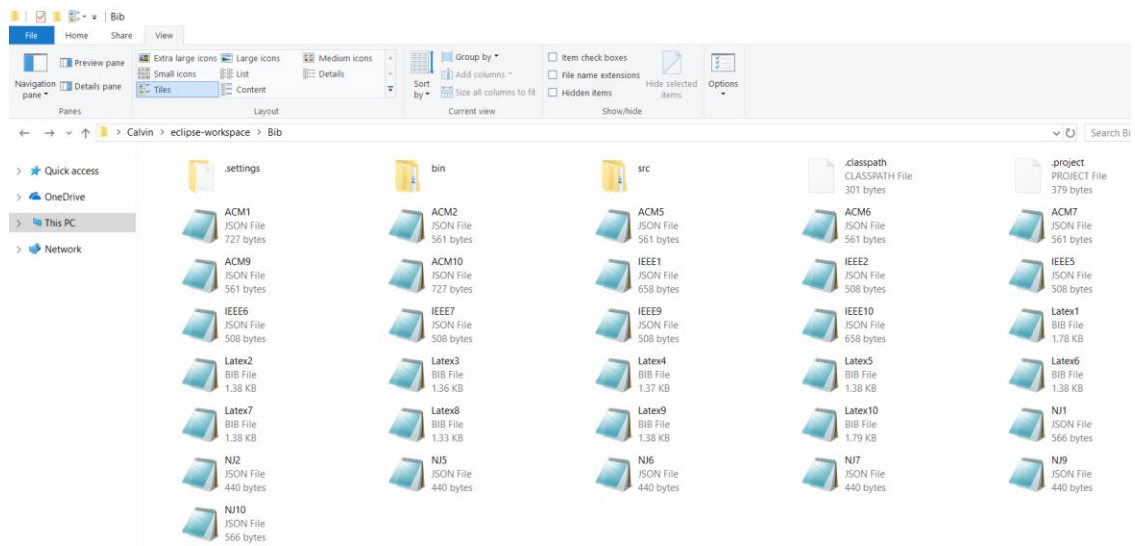 Bib
File Home Share View
Preview pane
Details pane
Navigation pane
Extra large icons Large icons Medium icons
Small icons List Details
Tiles Content
Sort by
Group by
Add columns
Size all columns to fit
Item check boxes
File name extensions
Hidden items
Hide selected items
Options
Panes Layout Current view Show/hide
> Calvin > eclipse-workspace > Bib
Search Bi
Quick access
OneDrive
This PC
Network
.settings
bin
src
.classpath
CLASSPATH File
301 bytes
.project
PROJECT File
379 bytes
ACM1
JSON File
727 bytes
ACM2
JSON File
561 bytes
ACM5
JSON File
561 bytes
ACM6
JSON File
561 bytes
ACM7
JSON File
561 bytes
ACM9
JSON File
561 bytes
ACM10
JSON File
727 bytes
IEEE1
JSON File
658 bytes
IEEE2
JSON File
508 bytes
IEEE5
JSON File
508 bytes
IEEE6
JSON File
508 bytes
IEEE7
JSON File
508 bytes
IEEE9
JSON File
508 bytes
IEEE10
JSON File
658 bytes
Latex1
BIB File
1.78 KB
Latex2
BIB File
1.38 KB
Latex3
BIB File
1.36 KB
Latex4
BIB File
1.37 KB
Latex5
BIB File
1.38 KB
Latex6
BIB File
1.38 KB
Latex7
BIB File
1.38 KB
Latex8
BIB File
1.33 KB
Latex9
BIB File
1.38 KB
Latex10
BIB File
1.79 KB
NJ1
JSON File
566 bytes
NJ2
JSON File
440 bytes
NJ5
JSON File
440 bytes
NJ6
JSON File
440 bytes
NJ7
JSON File
440 bytes
NJ9
JSON File
440 bytes
NJ10
JSON File
566 bytes